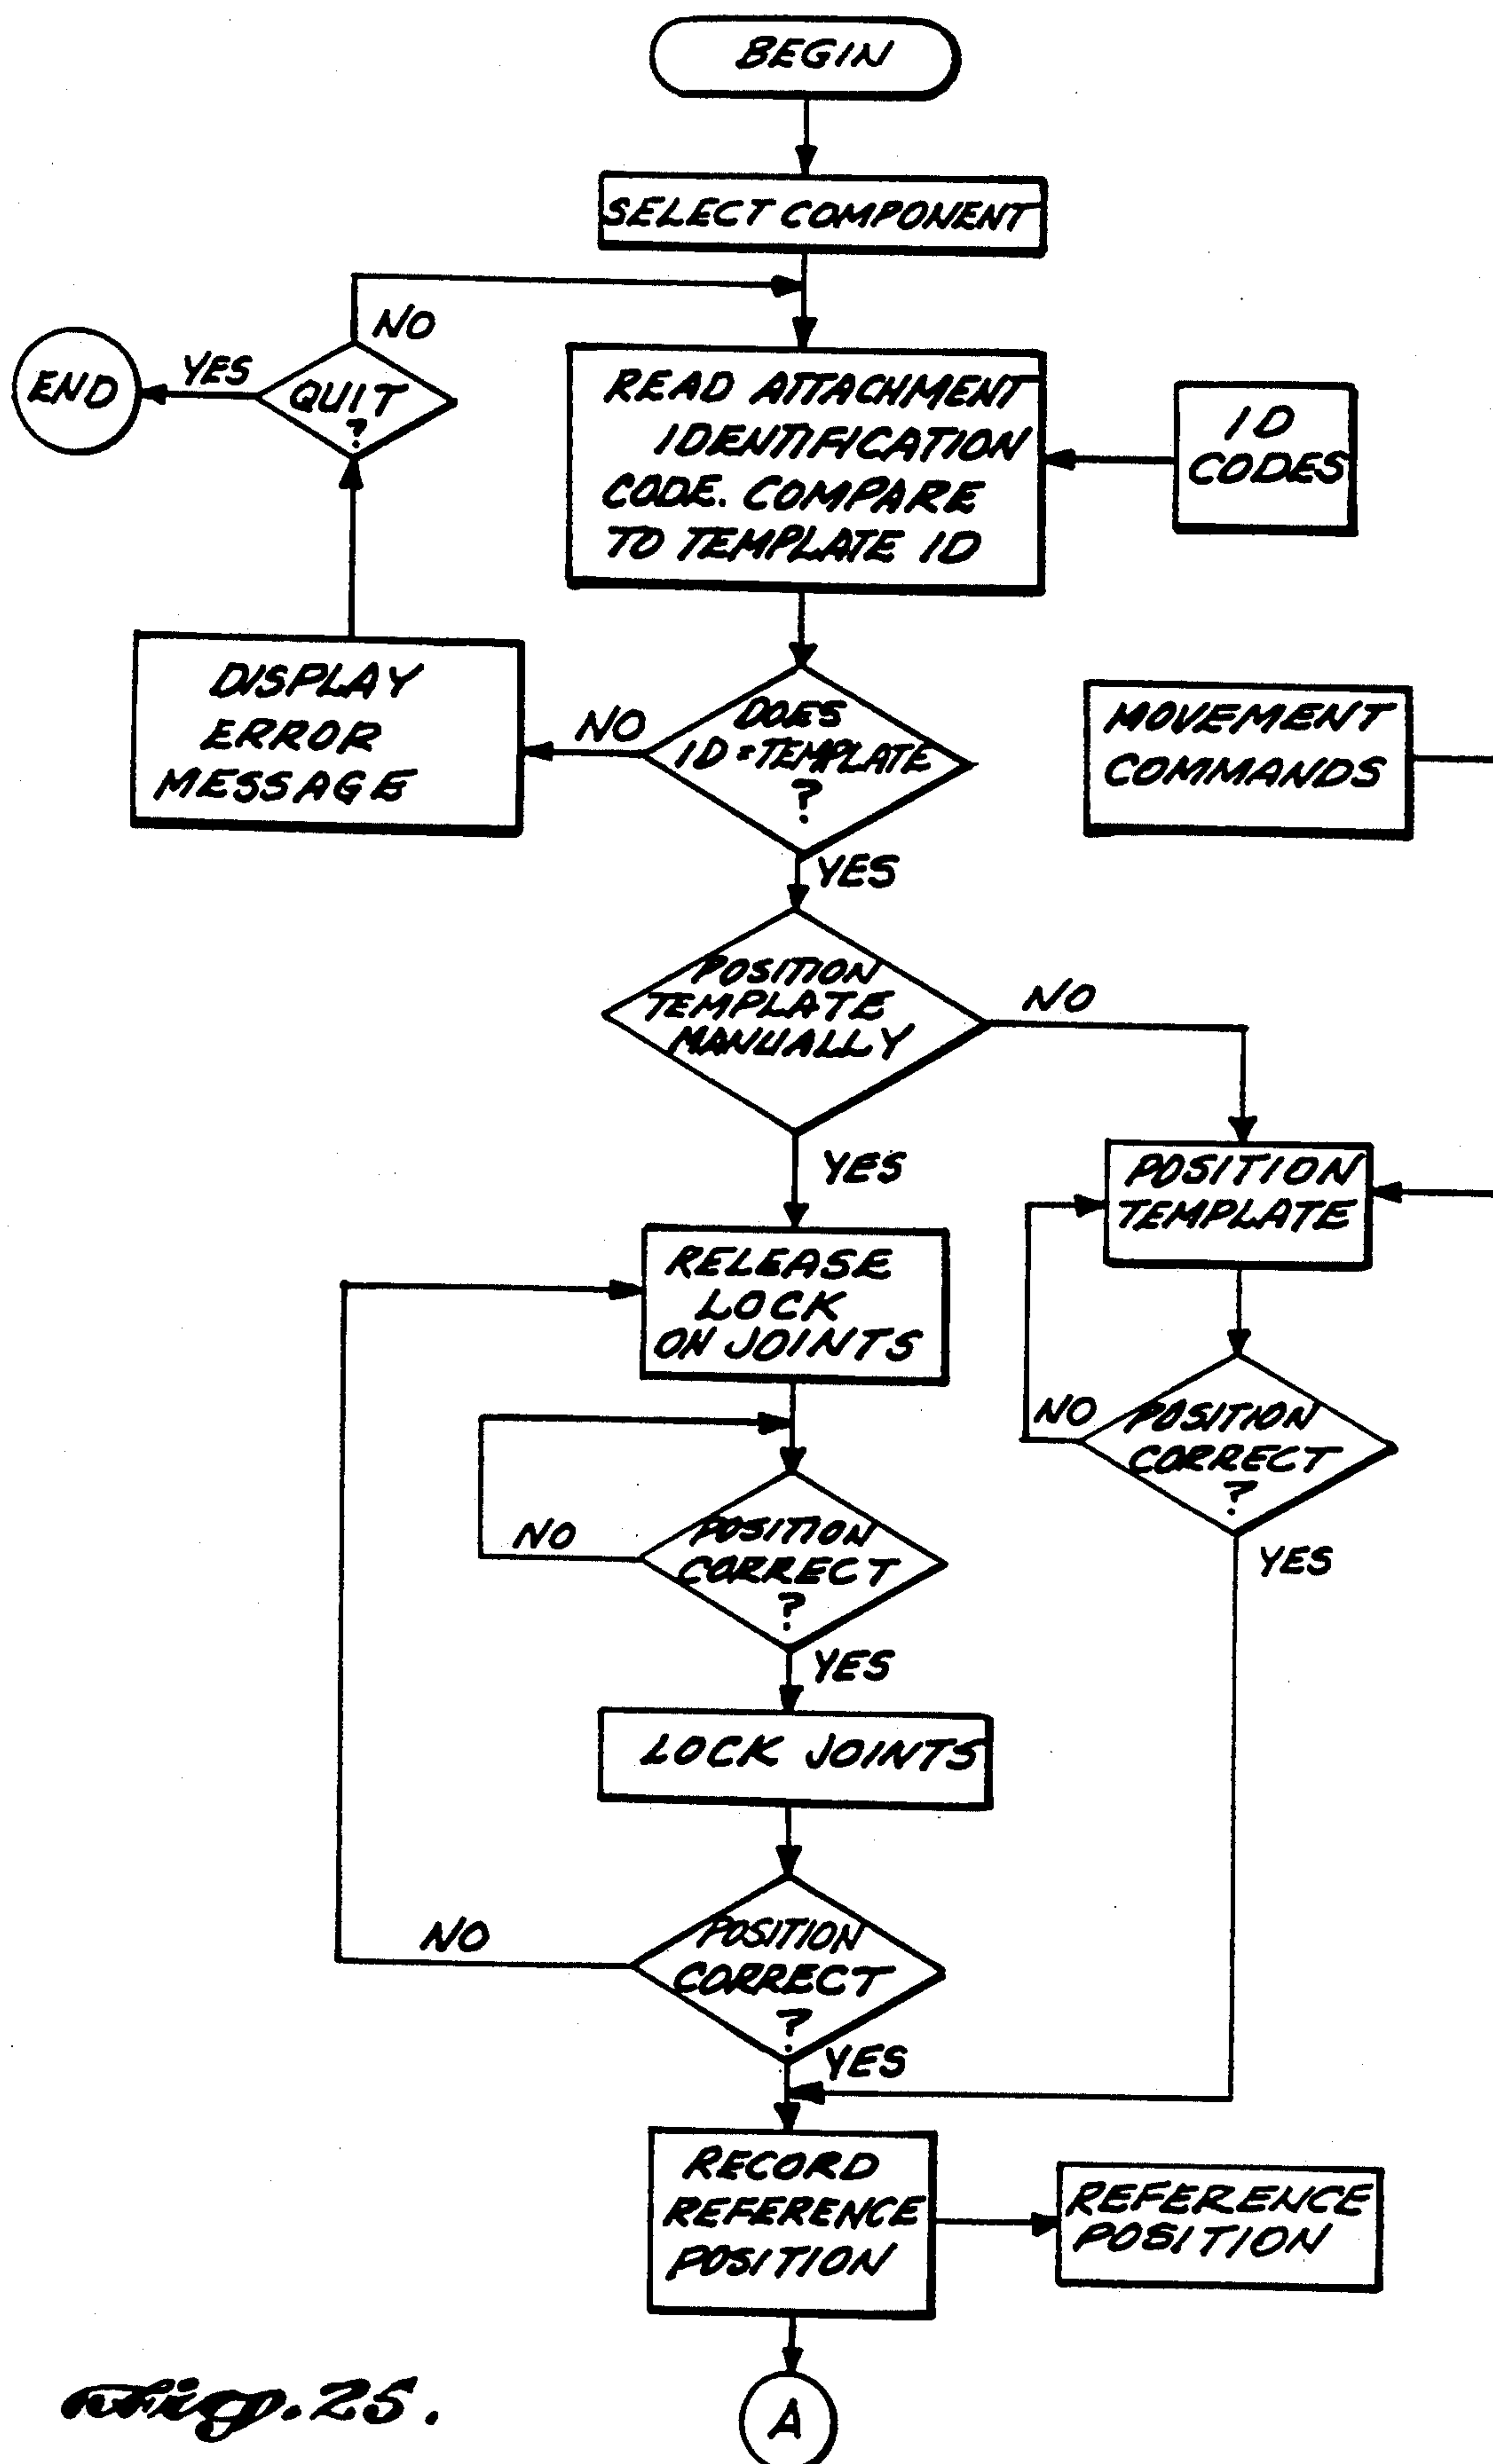 BEGIN
SELECT COMPONENT
NO
YES
END
QUIT
?
READ ATTACHMENT
IDENTIFICATION
CODE. COMPARE
TO TEMPLATE ID
ID
CODES
DISPLAY
ERROR
MESSAGE
NO
DOES
ID = TEMPLATE
?
MOVEMENT
COMMANDS
YES
POSITION
TEMPLATE
MANUALLY
NO
YES
POSITION
TEMPLATE
RELEASE
LOCK
ON JOINTS
NO
POSITION
CORRECT
?
YES
NO
POSITION
CORRECT
?
YES
LOCK JOINTS
NO
POSITION
CORRECT
?
YES
RECORD
REFERENCE
POSITION
REFERENCE
POSITION
A
Fig. 25.